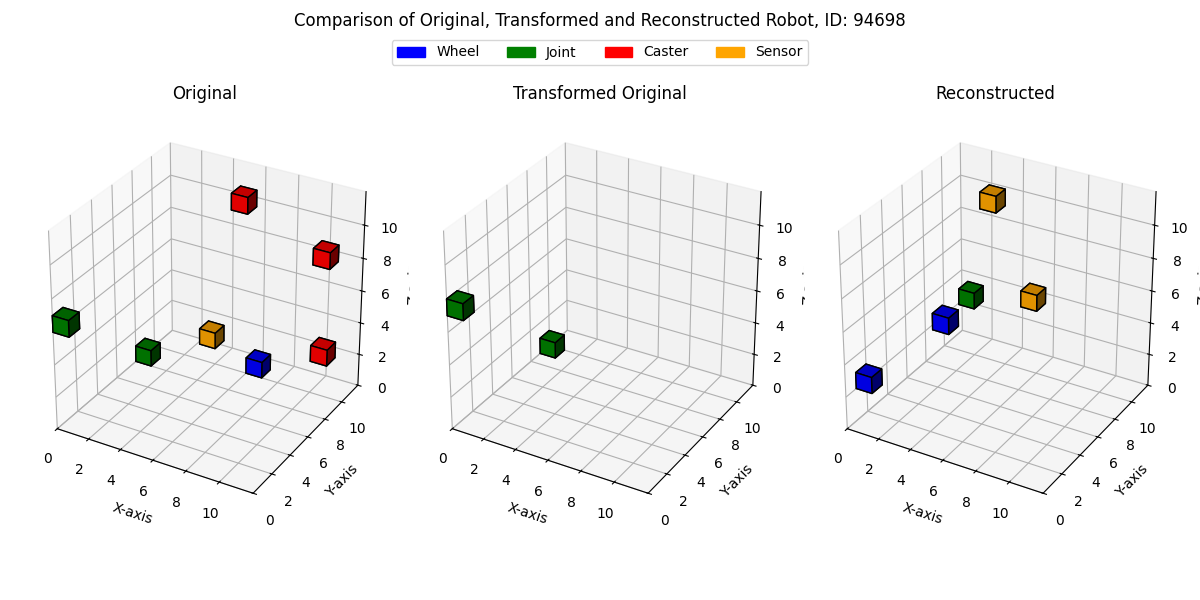 Comparison of Original, Transformed and Reconstructed Robot, ID: 94698
Wheel Joint Caster Sensor
Original
Transformed Original
Reconstructed
0 2 4 6 8 10
X-axis
0 2 4 6 8 10
Y-axis
0 2 4 6 8 10
0 2 4 6 8 10
X-axis
0 2 4 6 8 10
Y-axis
0 2 4 6 8 10
0 2 4 6 8 10
X-axis
0 2 4 6 8 10
Y-axis
0 2 4 6 8 10